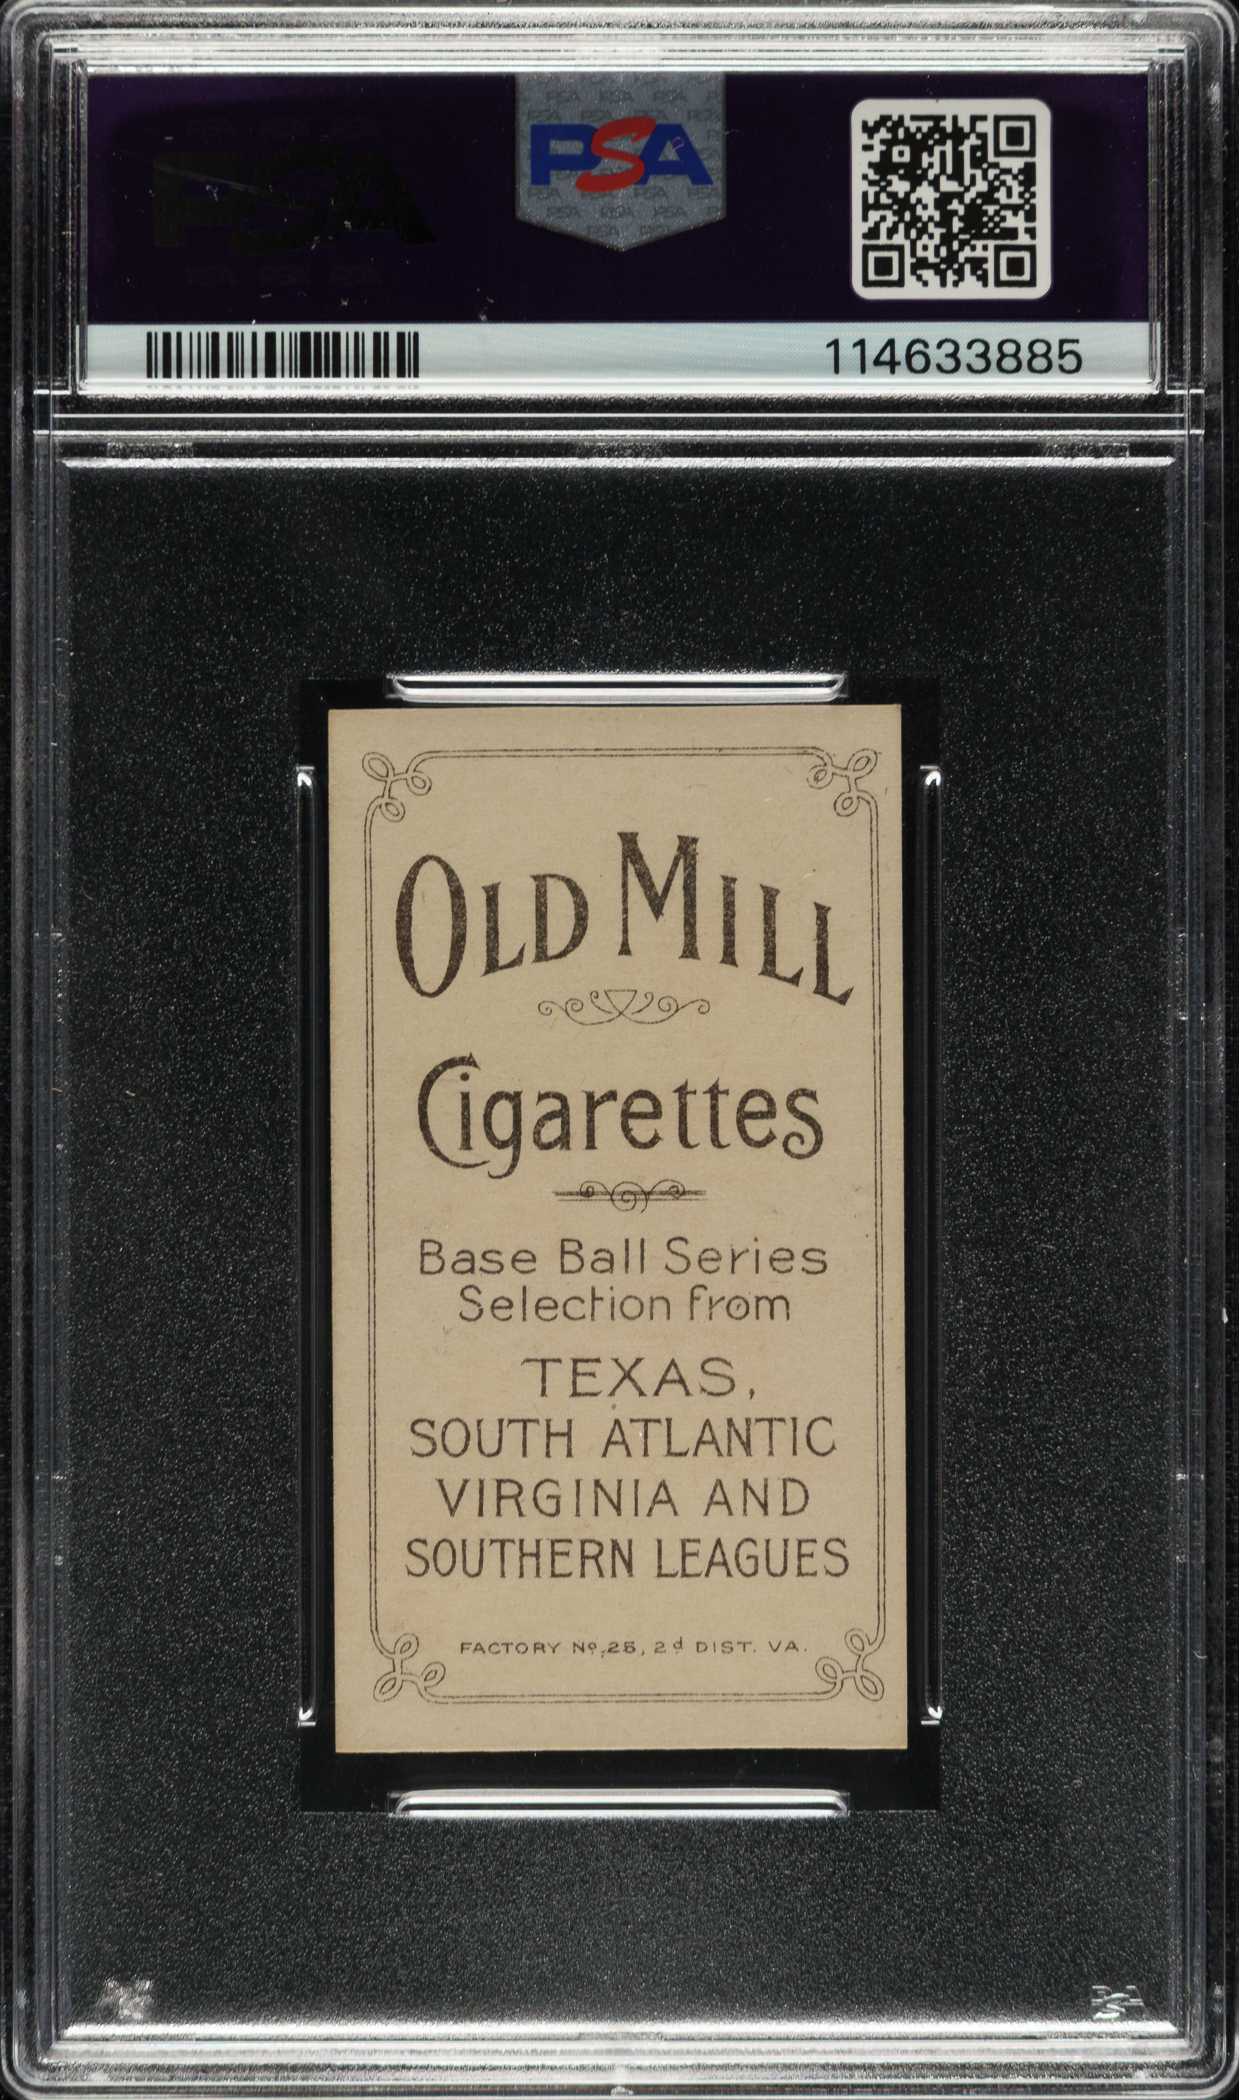 PSA
PSA
114633885
OLD MILL
Cigarettes
Base Ball Series
Selection from
TEXAS,
SOUTH ATLANTIC
VIRGINIA AND
SOUTHERN LEAGUES
FACTORY No. 25, 2d DIST. VA.